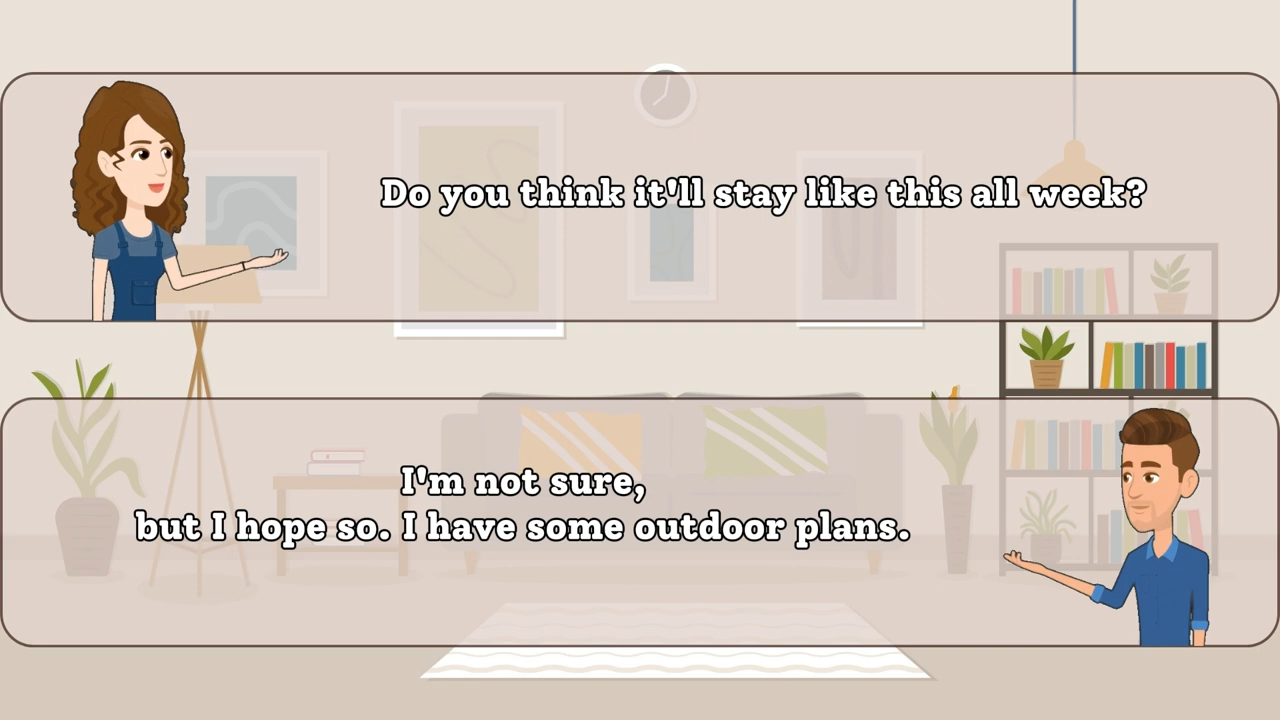 Do you think it'll stay like this all week?
I'm not sure,
but I hope so. I have some outdoor plans.